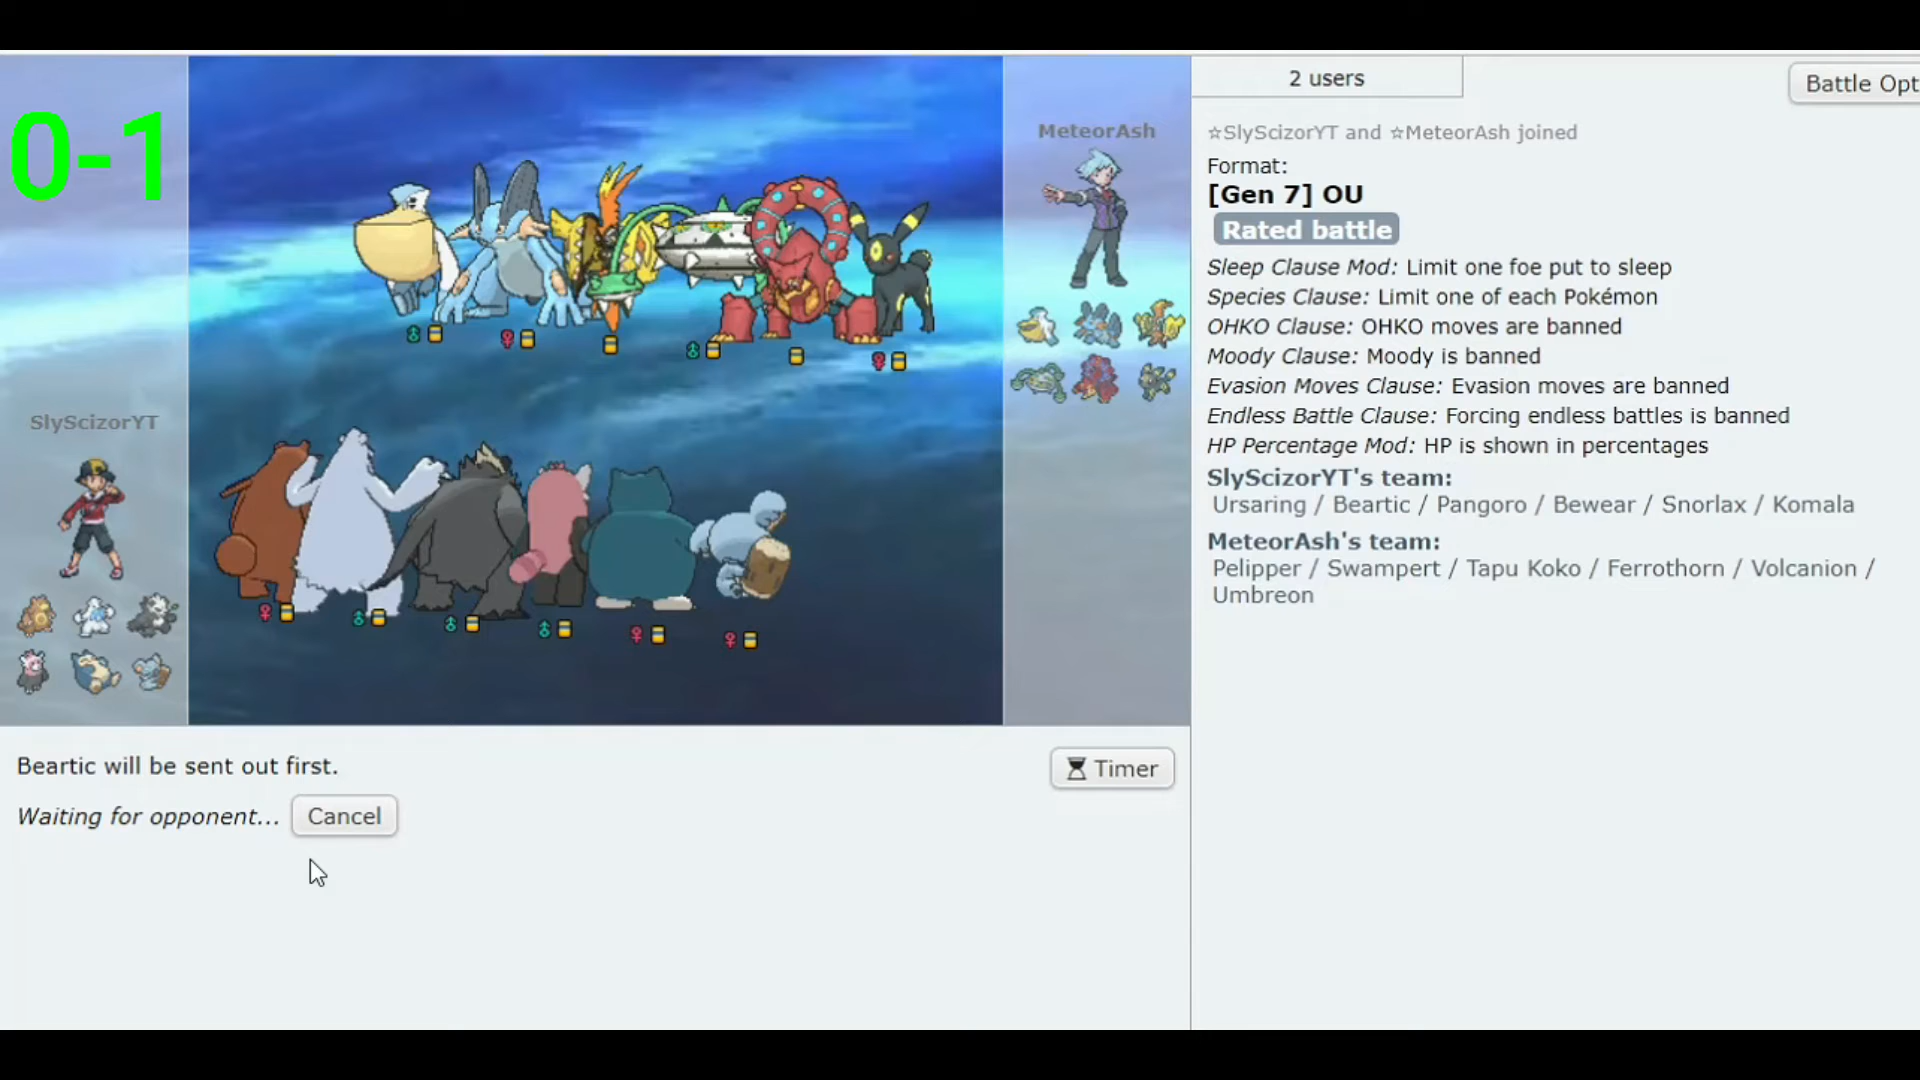 0-1
SlyScizorYT
MeteorAsh
Beartic will be sent out first.
Waiting for opponent... Cancel
Timer
2 users
Battle Opt
☆SlyScizorYT and ☆MeteorAsh joined
Format:
[Gen 7] OU
Rated battle
Sleep Clause Mod: Limit one foe put to sleep
Species Clause: Limit one of each Pokémon
OHKO Clause: OHKO moves are banned
Moody Clause: Moody is banned
Evasion Moves Clause: Evasion moves are banned
Endless Battle Clause: Forcing endless battles is banned
HP Percentage Mod: HP is shown in percentages
SlyScizorYT's team:
Ursaring / Beartic / Pangoro / Bewear / Snorlax / Komala
MeteorAsh's team:
Pelipper / Swampert / Tapu Koko / Ferrothorn / Volcanion /
Umbreon